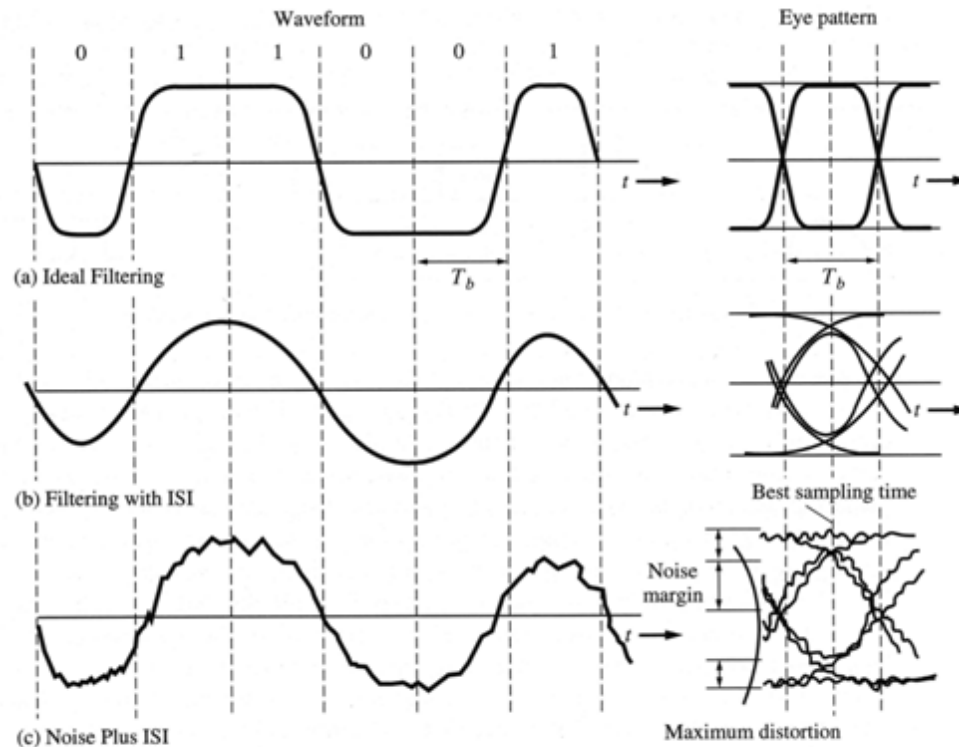 Waveform
Eye pattern
0 1 1 0 0 1
t
t
T_b
T_b
(a) Ideal Filtering
t
t
(b) Filtering with ISI
Best sampling time
Noise
margin
t
(c) Noise Plus ISI
Maximum distortion